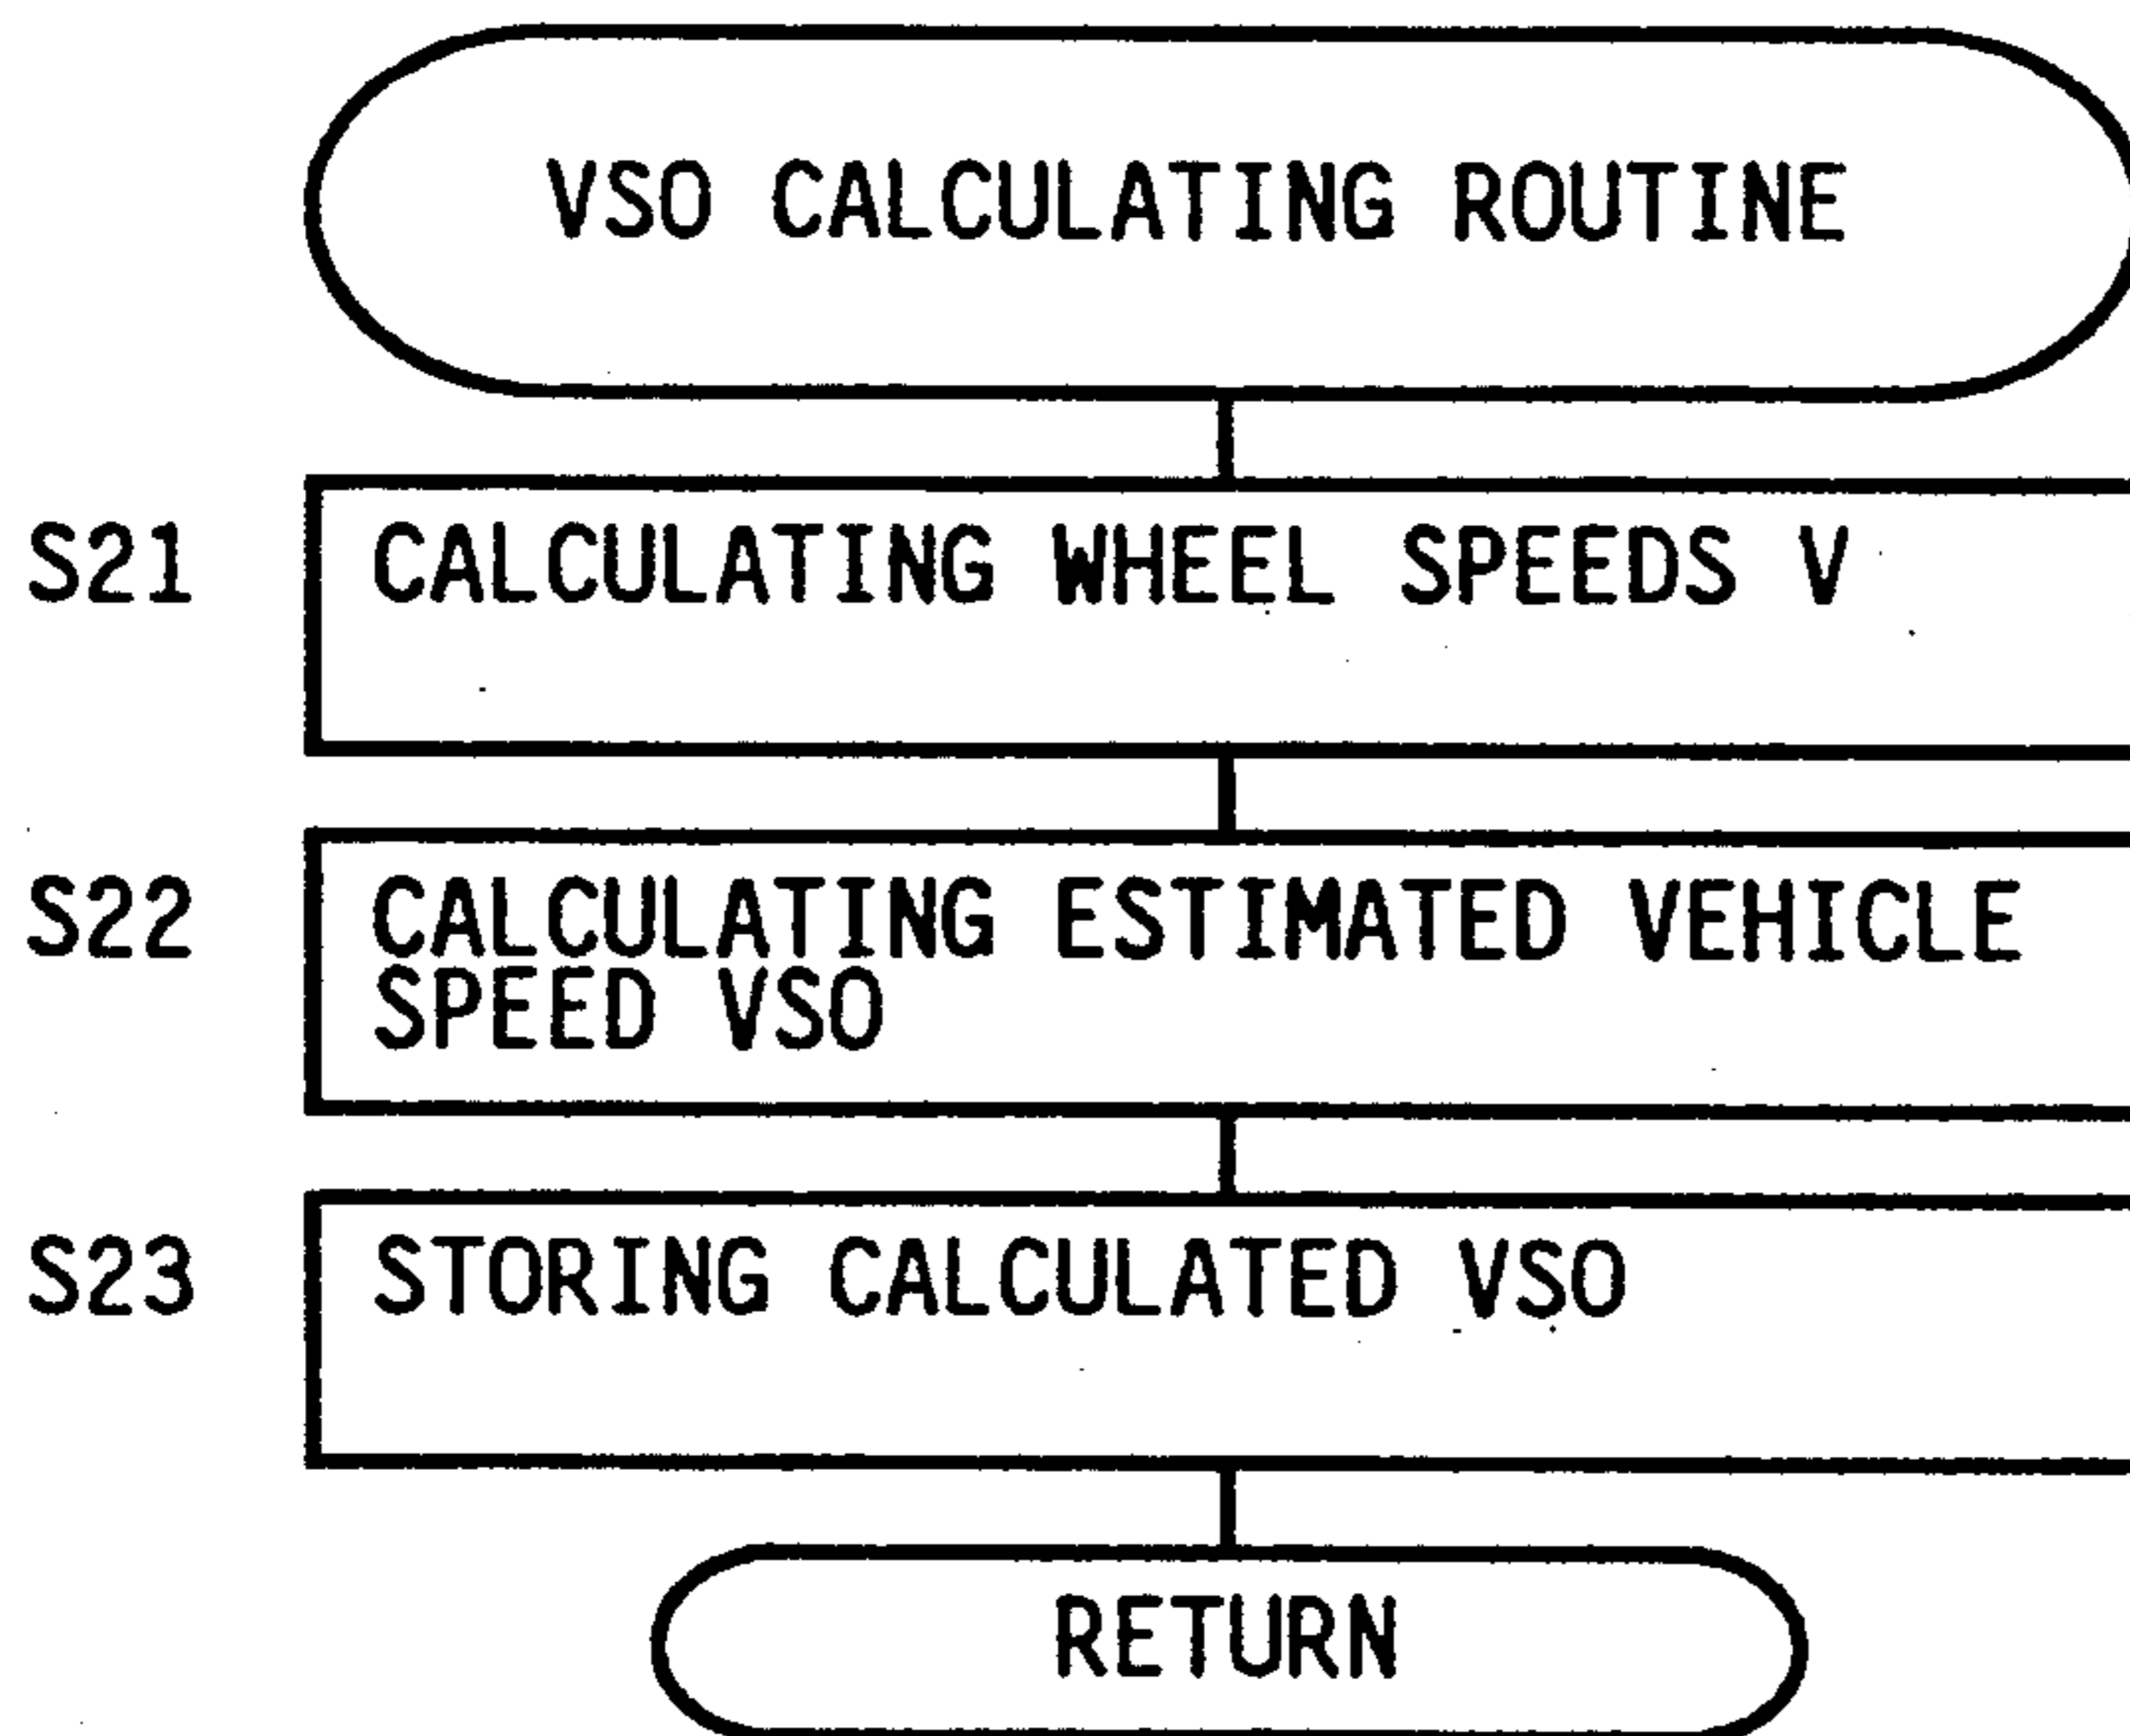 VSO CALCULATING ROUTINE
S21 CALCULATING WHEEL SPEEDS V
S22 CALCULATING ESTIMATED VEHICLE
SPEED VSO
S23 STORING CALCULATED VSO
RETURN